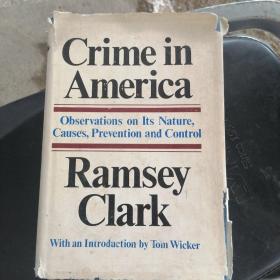 Crime in
America
Observations on Its Nature,
Causes, Prevention and Control
Ramsey
Clark
With an Introduction by Tom Wicker